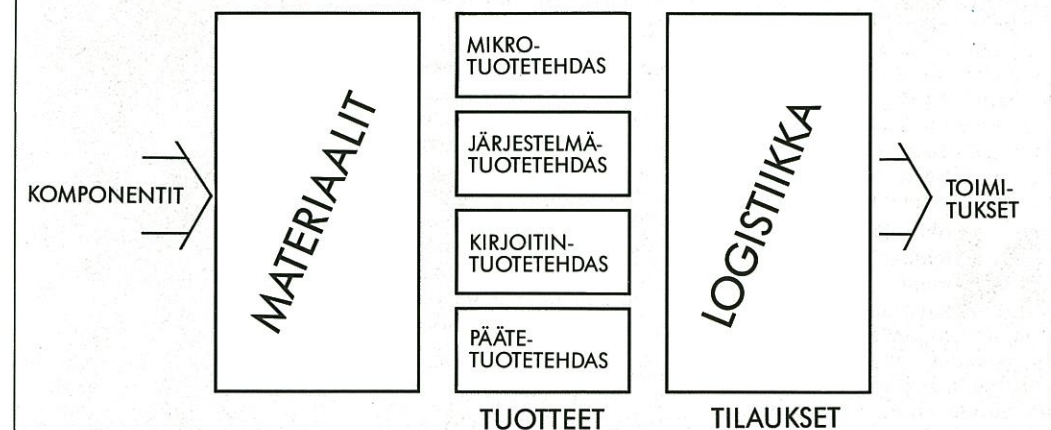 KOMPONENTIT
MATERIAALIT
MIKRO-
TUOTETEHDAS
JÄRJESTELMÄ-
TUOTETEHDAS
KIRJOITIN-
TUOTETEHDAS
PÄÄTE-
TUOTETEHDAS
TUOTTEET
LOGISTIIKKA
TILAUKSET
TOIMI-
TUKSET